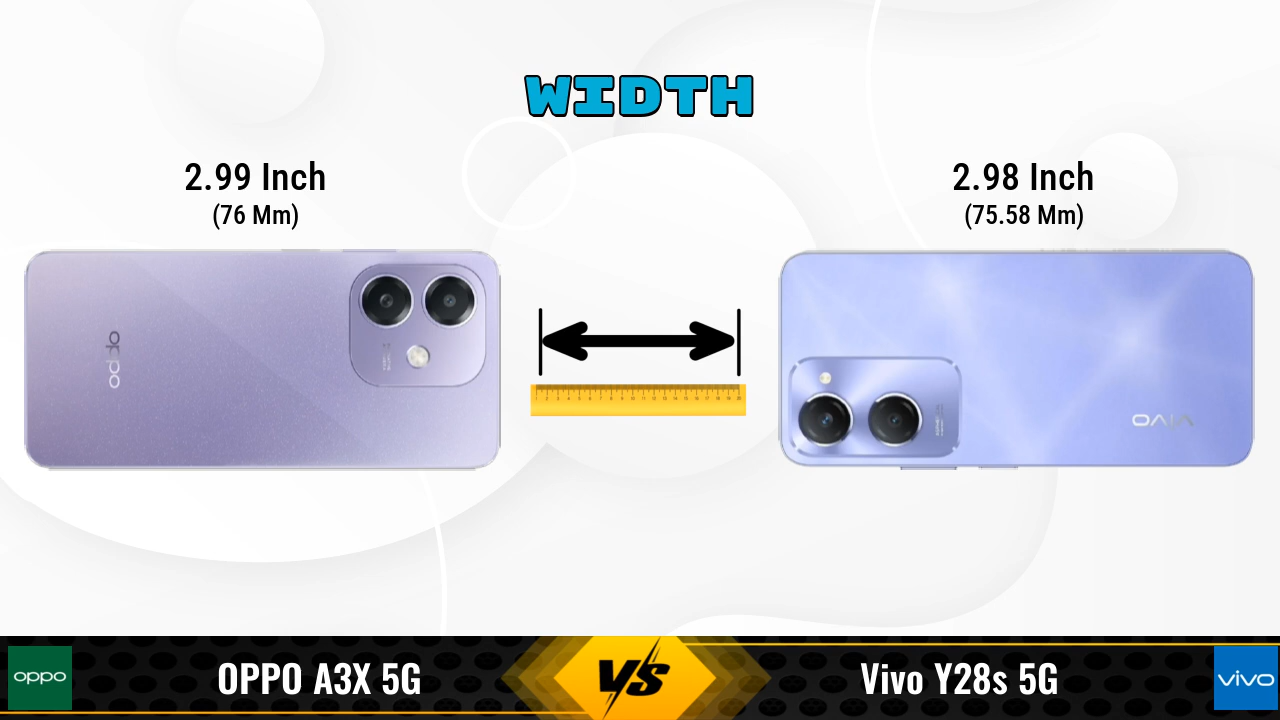 WIDTH
2.99 Inch
(76 Mm)
2.98 Inch
(75.58 Mm)
oppo
vivo
oppo
OPPO A3X 5G
VS
Vivo Y28s 5G
vivo